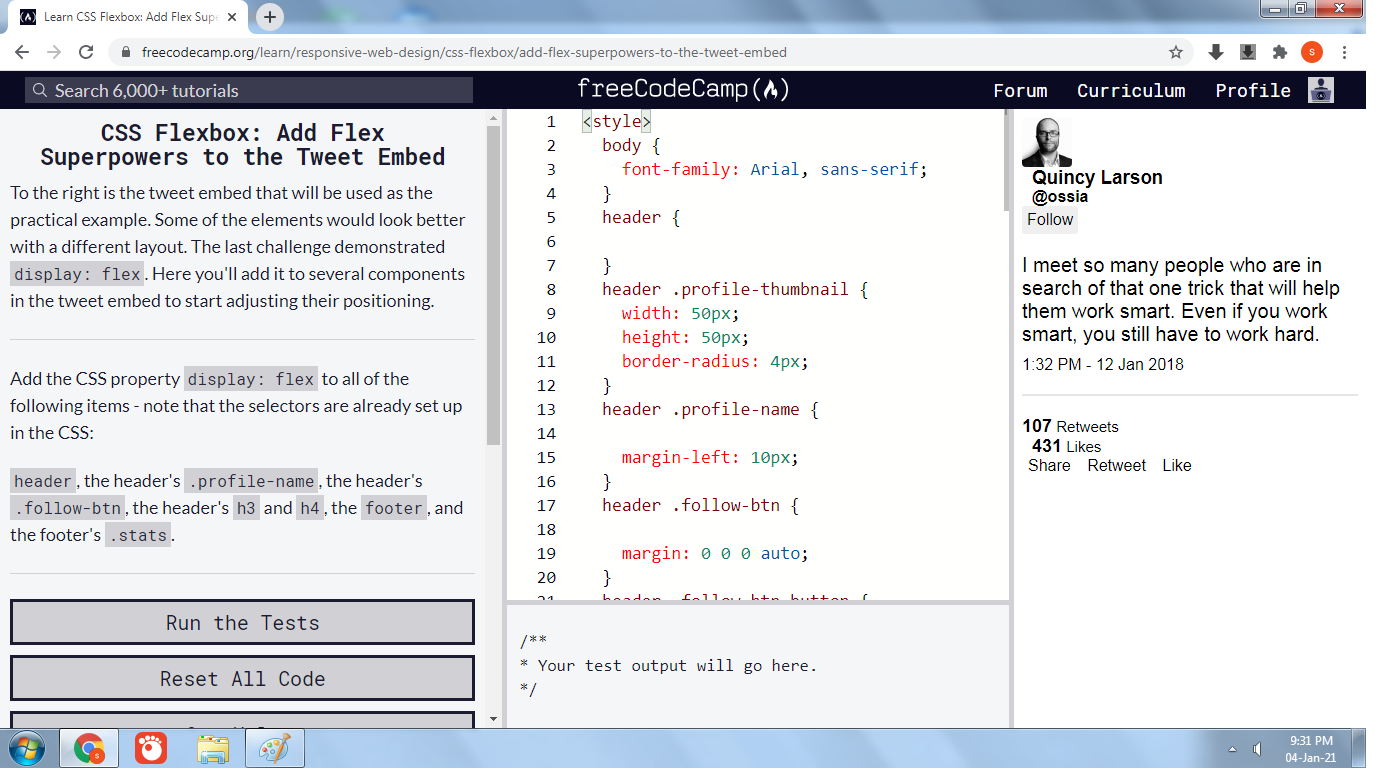 Learn CSS Flexbox: Add Flex Supe
freecodecamp.org/learn/responsive-web-design/css-flexbox/add-flex-superpowers-to-the-tweet-embed
S
Search 6,000+ tutorials
freeCodeCamp(🔥)
Forum Curriculum Profile
CSS Flexbox: Add Flex
Superpowers to the Tweet Embed
To the right is the tweet embed that will be used as the
practical example. Some of the elements would look better
with a different layout. The last challenge demonstrated
display: flex. Here you'll add it to several components
in the tweet embed to start adjusting their positioning.
Add the CSS property display: flex to all of the
following items - note that the selectors are already set up
in the CSS:
header, the header's .profile-name, the header's
.follow-btn, the header's h3 and h4, the footer, and
the footer's .stats.
Run the Tests
Reset All Code
1 <style>
2 body {
3 font-family: Arial, sans-serif;
4 }
5 header {
6
7 }
8 header .profile-thumbnail {
9 width: 50px;
10 height: 50px;
11 border-radius: 4px;
12 }
13 header .profile-name {
14
15 margin-left: 10px;
16 }
17 header .follow-btn {
18
19 margin: 0 0 0 auto;
20 }
21 header .follow-btn button {
/**
* Your test output will go here.
*/
Quincy Larson
@ossia
Follow
I meet so many people who are in
search of that one trick that will help
them work smart. Even if you work
smart, you still have to work hard.
1:32 PM - 12 Jan 2018
107 Retweets
431 Likes
Share Retweet Like
9:31 PM
04-Jan-21